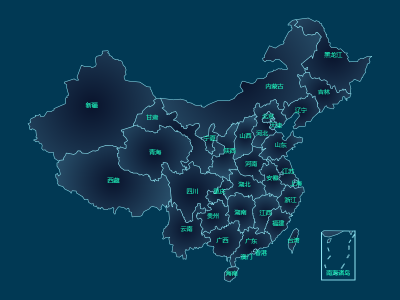 黑龙江
内蒙古
吉林
新疆
辽宁
甘肃
北京
天津
河北
宁夏
山西
山东
青海
陕西
河南
江苏
西藏
安徽
上海
四川
重庆
湖北
浙江
湖南
江西
贵州
福建
云南
广西
广东
台湾
香港
澳门
海南
南海诸岛